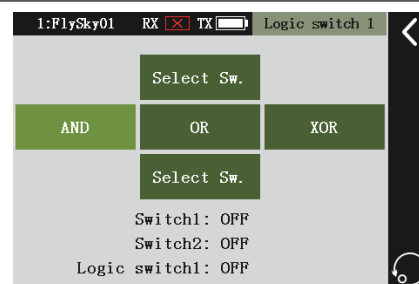 1:FlySky01 RX TX Logic switch 1
Select Sw.
AND OR XOR
Select Sw.
Switch1: OFF
Switch2: OFF
Logic switch1: OFF